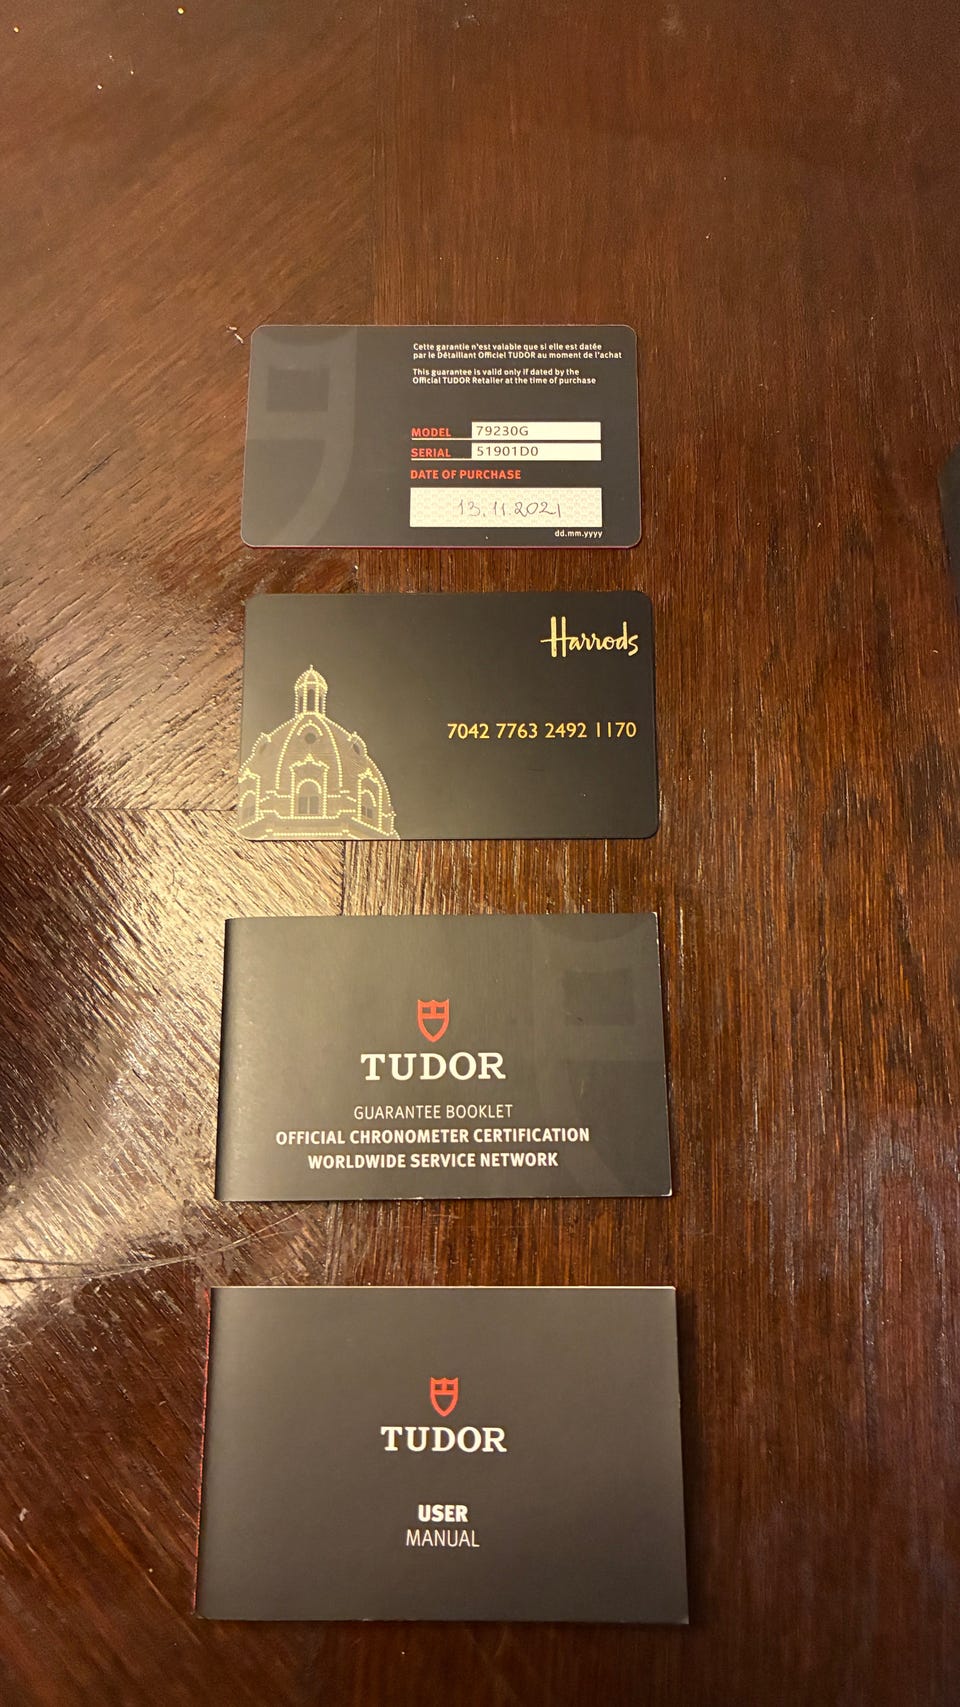 Cette garantie n'est valable que si elle est datée
par le Détaillant Officiel TUDOR au moment de l'achat
This guarantee is valid only if dated by the
Official TUDOR Retailer at the time of purchase
MODEL 79230G
SERIAL 51901D0
DATE OF PURCHASE
13.11.2021
dd.mm.yyyy
Harrods
7042 7763 2492 1170
TUDOR
GUARANTEE BOOKLET
OFFICIAL CHRONOMETER CERTIFICATION
WORLDWIDE SERVICE NETWORK
TUDOR
USER
MANUAL